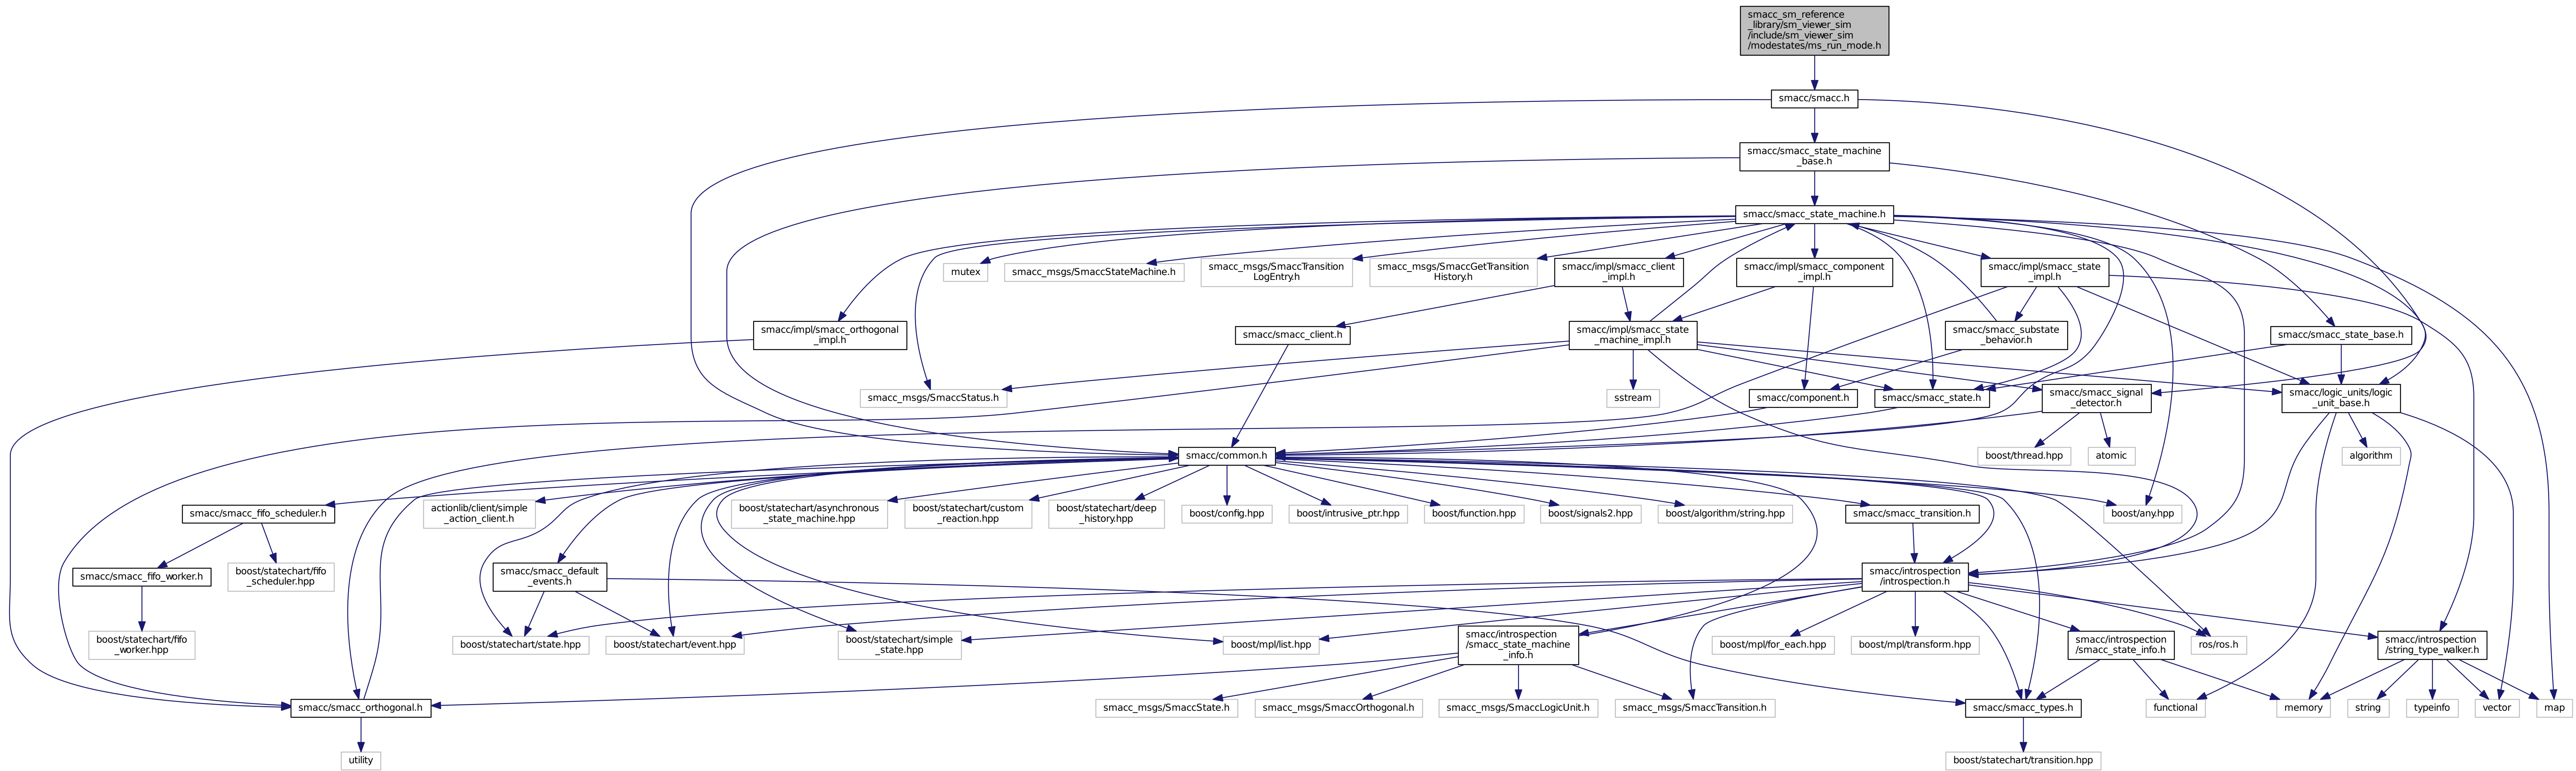 smacc_sm_reference
_library/sm_viewer_sim
/include/sm_viewer_sim
/modestates/ms_run_mode.h
smacc/smacc.h
smacc/smacc_state_machine
_base.h
smacc/smacc_state_machine.h
mutex
smacc_msgs/SmaccStateMachine.h
smacc_msgs/SmaccTransition
LogEntry.h
smacc_msgs/SmaccGetTransition
History.h
smacc/impl/smacc_client
_impl.h
smacc/impl/smacc_component
_impl.h
smacc/impl/smacc_state
_impl.h
smacc/impl/smacc_orthogonal
_impl.h
smacc/smacc_client.h
smacc/impl/smacc_state
_machine_impl.h
smacc/smacc_substate
_behavior.h
smacc/smacc_state_base.h
smacc_msgs/SmaccStatus.h
sstream
smacc/component.h
smacc/smacc_state.h
smacc/smacc_signal
_detector.h
smacc/logic_units/logic
_unit_base.h
smacc/common.h
boost/thread.hpp
atomic
algorithm
smacc/smacc_fifo_scheduler.h
actionlib/client/simple
_action_client.h
boost/statechart/asynchronous
_state_machine.hpp
boost/statechart/custom
_reaction.hpp
boost/statechart/deep
_history.hpp
boost/config.hpp
boost/intrusive_ptr.hpp
boost/function.hpp
boost/signals2.hpp
boost/algorithm/string.hpp
smacc/smacc_transition.h
boost/any.hpp
smacc/smacc_fifo_worker.h
boost/statechart/fifo
_scheduler.hpp
smacc/smacc_default
_events.h
smacc/introspection
/introspection.h
boost/statechart/fifo
_worker.hpp
boost/statechart/state.hpp
boost/statechart/event.hpp
boost/statechart/simple
_state.hpp
boost/mpl/list.hpp
smacc/introspection
/smacc_state_machine
_info.h
boost/mpl/for_each.hpp
boost/mpl/transform.hpp
smacc/introspection
/smacc_state_info.h
ros/ros.h
smacc/introspection
/string_type_walker.h
smacc/smacc_orthogonal.h
smacc_msgs/SmaccState.h
smacc_msgs/SmaccOrthogonal.h
smacc_msgs/SmaccLogicUnit.h
smacc_msgs/SmaccTransition.h
smacc/smacc_types.h
functional
memory
string
typeinfo
vector
map
utility
boost/statechart/transition.hpp